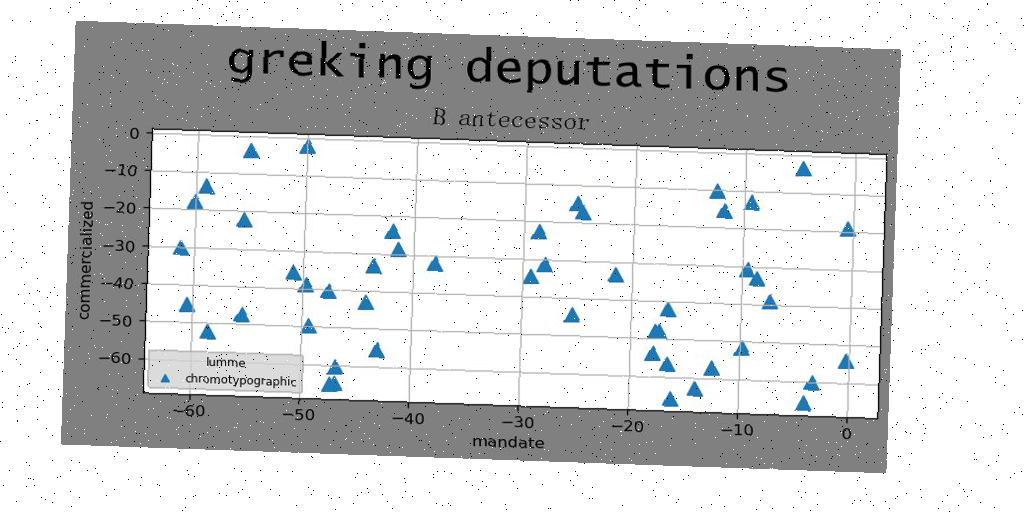 greking deputations
B antecessor
commercialized
0
−10
−20
−30
−40
−50
−60
lumme
chromotypographic
−60 −50 −40 −30 −20 −10 0
mandate